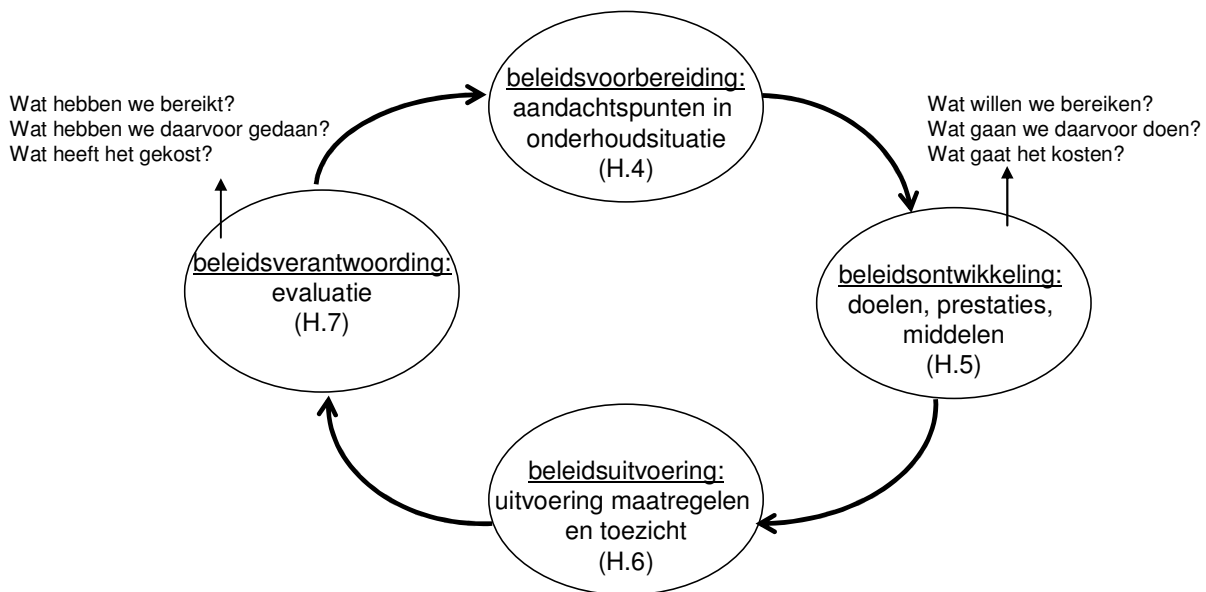 beleidsvoorbereiding:
aandachtspunten in
onderhoudsituatie
(H.4)
Wat hebben we bereikt?
Wat hebben we daarvoor gedaan?
Wat heeft het gekost?
Wat willen we bereiken?
Wat gaan we daarvoor doen?
Wat gaat het kosten?
beleidsverantwoording:
evaluatie
(H.7)
beleidsontwikkeling:
doelen, prestaties,
middelen
(H.5)
beleidsuitvoering:
uitvoering maatregelen
en toezicht
(H.6)